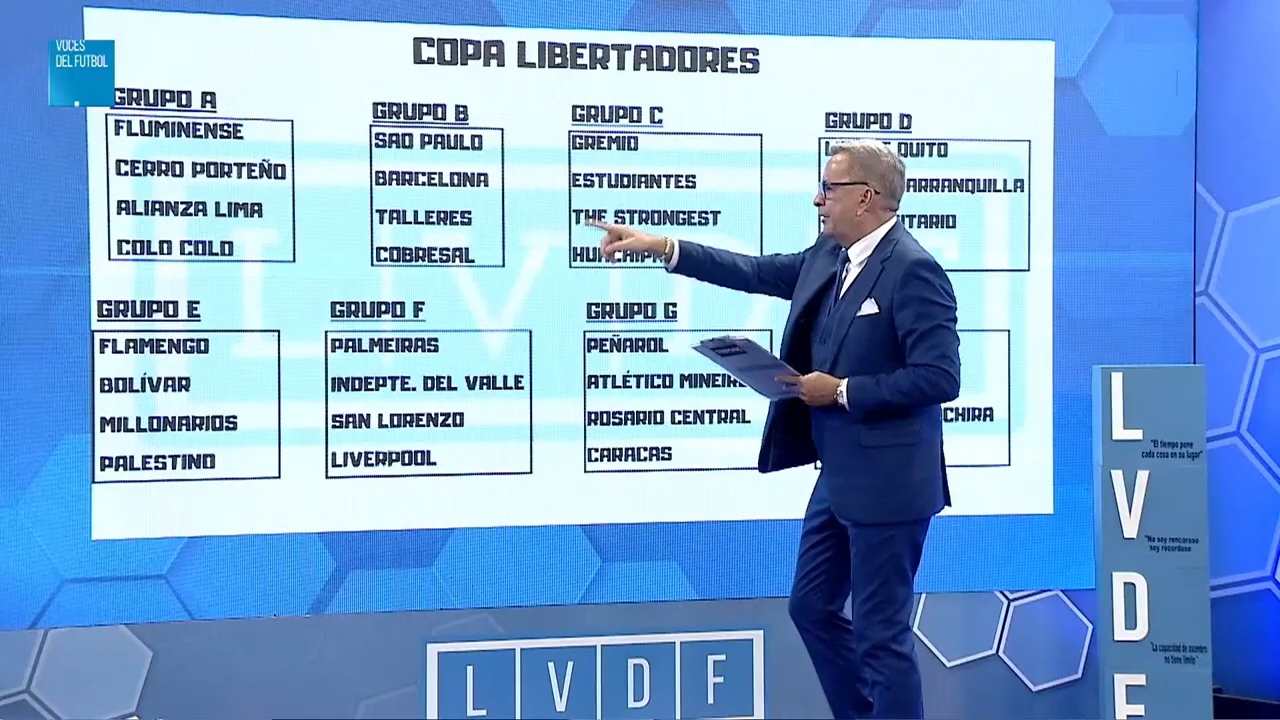 VOCES
DEL FUTBOL
COPA LIBERTADORES
GRUPO A
FLUMINENSE
CERRO PORTEÑO
ALIANZA LIMA
COLO COLO
GRUPO B
SAO PAULO
BARCELONA
TALLERES
COBRESAL
GRUPO C
GREMIO
ESTUDIANTES
THE STRONGEST
GRUPO D
QUITO
ARRANQUILLA
ITARIO
GRUPO E
FLAMENGO
BOLÍVAR
MILLONARIOS
PALESTINO
GRUPO F
PALMEIRAS
INDEPTE. DEL VALLE
SAN LORENZO
LIVERPOOL
GRUPO G
PEÑAROL
ATLÉTICO MINEIR
ROSARIO CENTRAL
CARACAS
CHIRA
L V D F
L
"El tiempo pone
cada cosa en su lugar"
V
"No soy rencoroso
soy recordoso"
D
"La capacidad de asombro
no tiene límite"
F